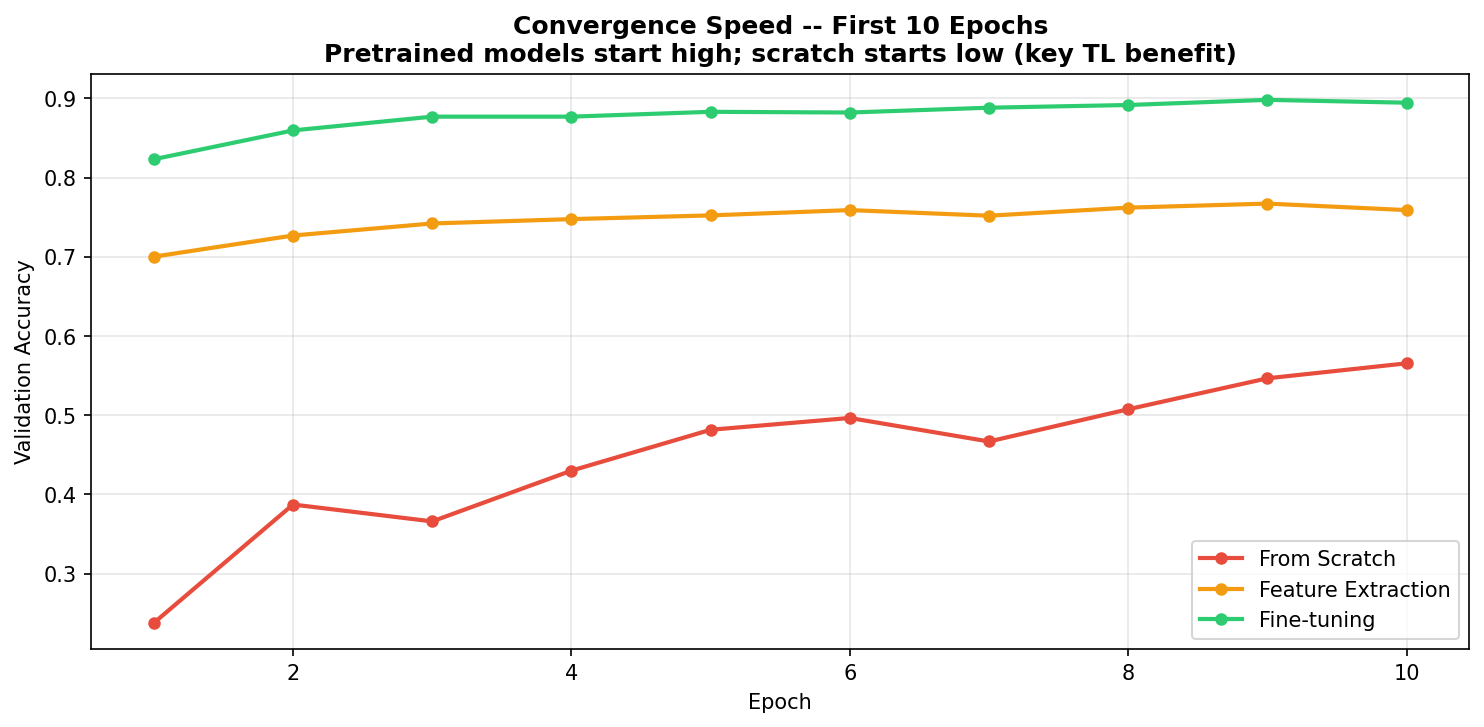 Convergence Speed -- First 10 Epochs
Pretrained models start high; scratch starts low (key TL benefit)
Validation Accuracy
0.9
0.8
0.7
0.6
0.5
0.4
0.3
2
4
6
8
10
Epoch
From Scratch
Feature Extraction
Fine-tuning